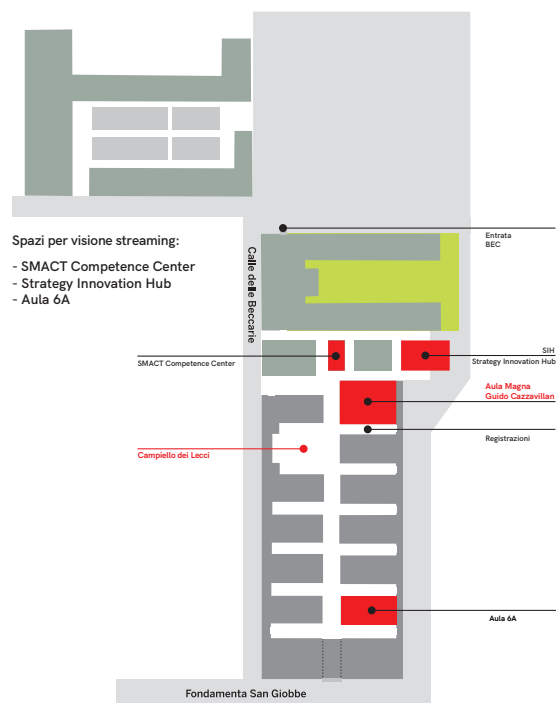 Entrata
BEC
Spazi per visione streaming:
- SMACT Competence Center
- Strategy Innovation Hub
- Aula 6A
Calle delle Beccarie
SMACT Competence Center
SIH
Strategy Innovation Hub
Aula Magna
Guido Cazzavillan
Registrazioni
Campiello dei Lecci
Aula 6A
Fondamenta San Giobbe